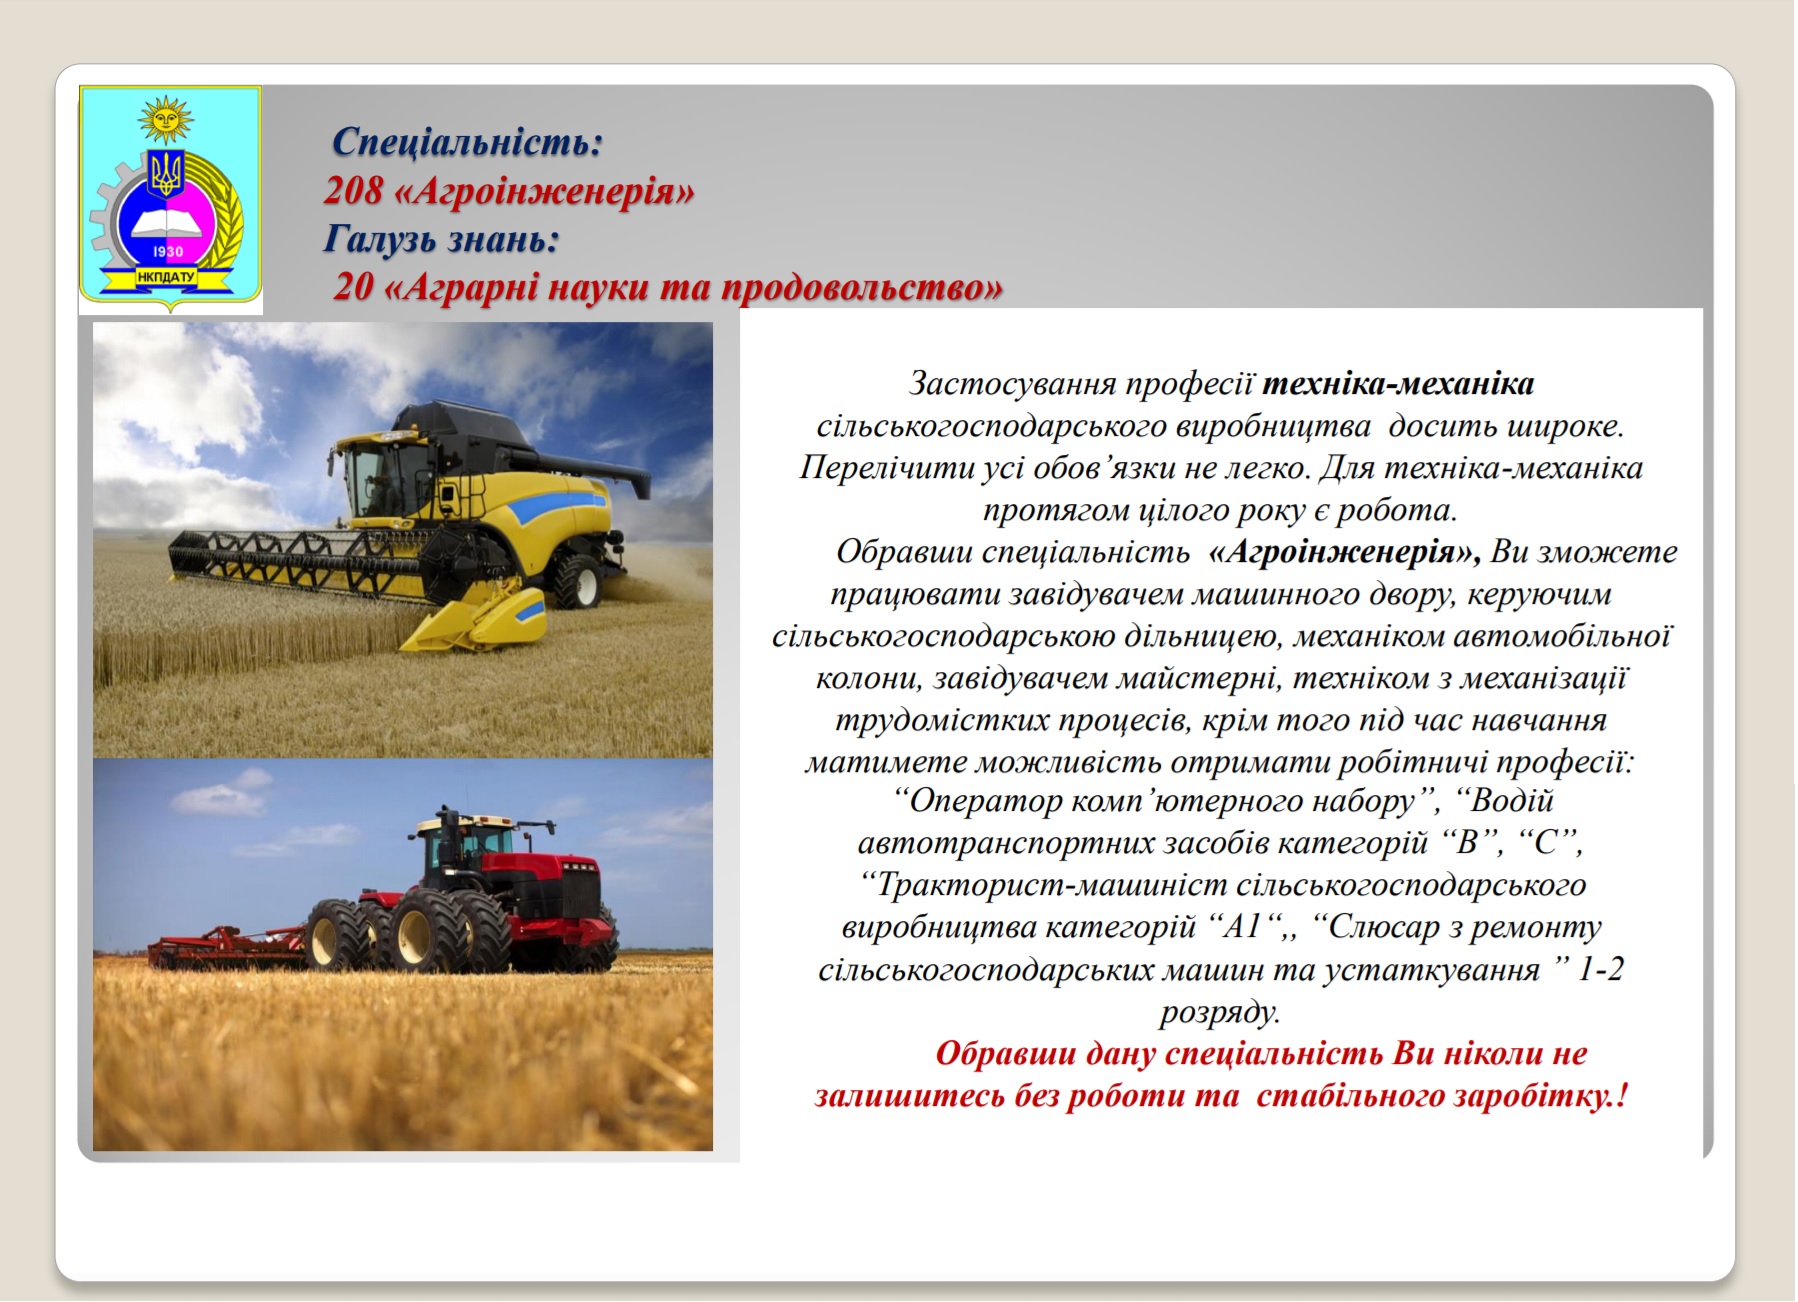 Спеціальність:
208 «Агроінженерія»
Галузь знань:
20 «Аграрні науки та продовольство»
1930
НКПДАТУ
Застосування професії техніка-механіка
сільськогосподарського виробництва досить широке.
Перелічити усі обов’язки не легко. Для техніка-механіка
протягом цілого року є робота.
Обравши спеціальність «Агроінженерія», Ви зможете
працювати завідувачем машинного двору, керуючим
сільськогосподарською дільницею, механіком автомобільної
колони, завідувачем майстерні, техніком з механізації
трудомістких процесів, крім того під час навчання
матимете можливість отримати робітничі професії:
“Оператор комп’ютерного набору”, “Водій
автотранспортних засобів категорій “В”, “С”,
“Тракторист-машиніст сільськогосподарського
виробництва категорій “А1“,, “Слюсар з ремонту
сільськогосподарських машин та устаткування ” 1-2
розряду.
Обравши дану спеціальність Ви ніколи не
залишитесь без роботи та стабільного заробітку.!